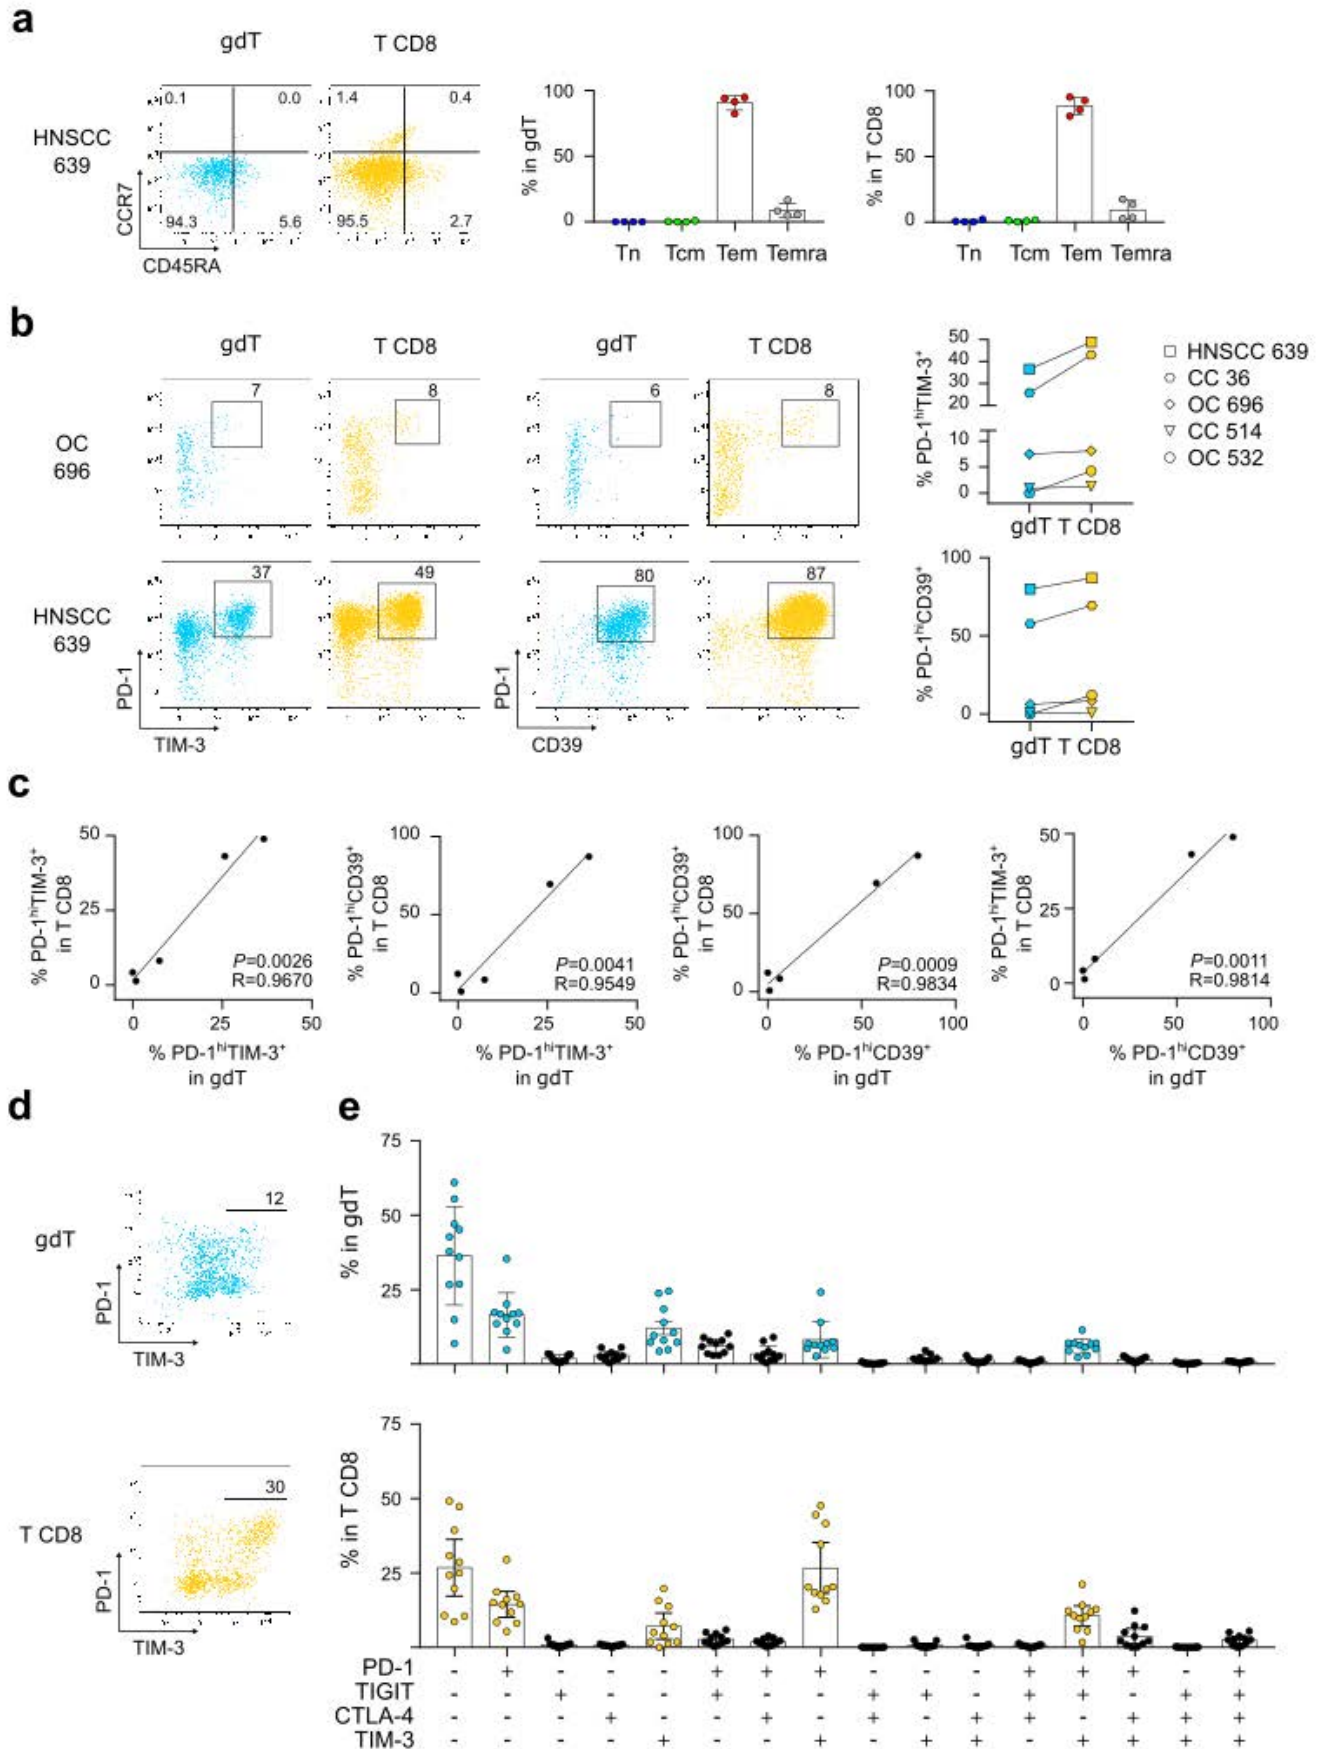 a
gdT
T CD8
HNSCC
639
0.1
0.0
94.3
5.6
1.4
0.4
95.5
2.7
CCR7
CD45RA
% in gdT
100
50
0
Tn Tcm Tem Temra
% in T CD8
100
50
0
Tn Tcm Tem Temra
b
gdT
T CD8
gdT
T CD8
OC
696
7
8
6
8
HNSCC
639
37
49
80
87
PD-1
TIM-3
PD-1
CD39
% PD-1hiTIM-3+
50
40
30
20
10
5
0
gdT T CD8
HNSCC 639
CC 36
OC 696
CC 514
OC 532
% PD-1hiCD39+
100
50
0
gdT T CD8
c
% PD-1hiTIM-3+
in T CD8
50
25
0
P=0.0026
R=0.9670
0 25 50
% PD-1hiTIM-3+
in gdT
% PD-1hiCD39+
in T CD8
100
50
0
P=0.0041
R=0.9549
0 25 50
% PD-1hiTIM-3+
in gdT
% PD-1hiCD39+
in T CD8
100
50
0
P=0.0009
R=0.9834
0 50 100
% PD-1hiCD39+
in gdT
% PD-1hiTIM-3+
in T CD8
50
25
0
P=0.0011
R=0.9814
0 50 100
% PD-1hiCD39+
in gdT
d
gdT
12
PD-1
TIM-3
T CD8
30
PD-1
TIM-3
e
% in gdT
75
50
25
% in T CD8
75
50
25
PD-1 - + - - - + + + - - - + + + - +
TIGIT - - + - - + - - + + - + + - + +
CTLA-4 - - - + - - + - + - + + - + + +
TIM-3 - - - - + - - + - + + - + + + +